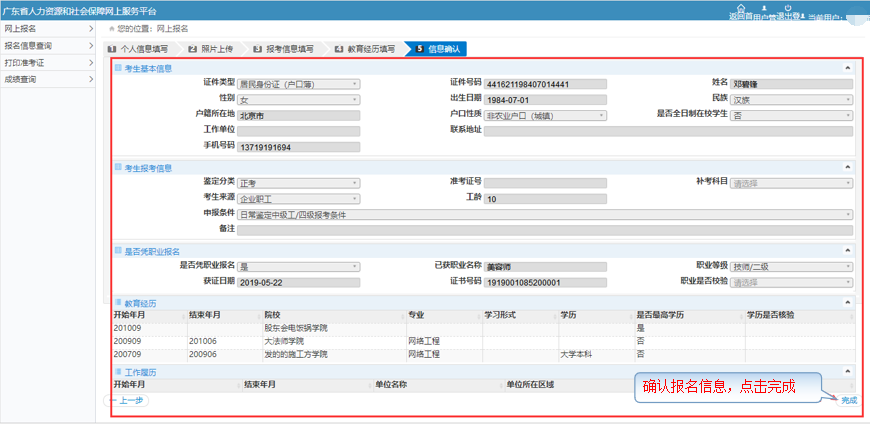 广东省人力资源和社会保障网上服务平台
返回首 用户管 退出登 当前用户:
网上报名
报名信息查询
打印准考证
成绩查询
您的位置: 网上报名
1 个人信息填写 2 照片上传 3 报考信息填写 4 教育经历填写 5 信息确认
考生基本信息
证件类型 居民身份证（户口簿） 证件号码 441621198407014441 姓名 邓碧锋
性别 女 出生日期 1984-07-01 民族 汉族
户籍所在地 北京市 户口性质 非农业户口（城镇） 是否全日制在校学生 否
工作单位 联系地址
手机号码 13719191694
考生报考信息
鉴定分类 正考 准考证号 补考科目 请选择
考生来源 企业职工 工龄 10
申报条件 日常鉴定中级工/四级报考条件
备注
是否凭职业报名
是否凭职业报名 是 已获职业名称 美容师 职业等级 技师/二级
获证日期 2019-05-22 证书号码 1919001085200001 职业是否校验 请选择
教育经历
开始年月 结束年月 院校 专业 学习形式 学历 是否最高学历 学历是否核验
201009 股东会电饭锅学院 是
200909 201006 大法师学院 网络工程 否
200709 200906 发的的施工方学院 网络工程 大学本科 否
工作履历
开始年月 结束年月 单位名称 单位所在区域
确认报名信息，点击完成
上一步 完成